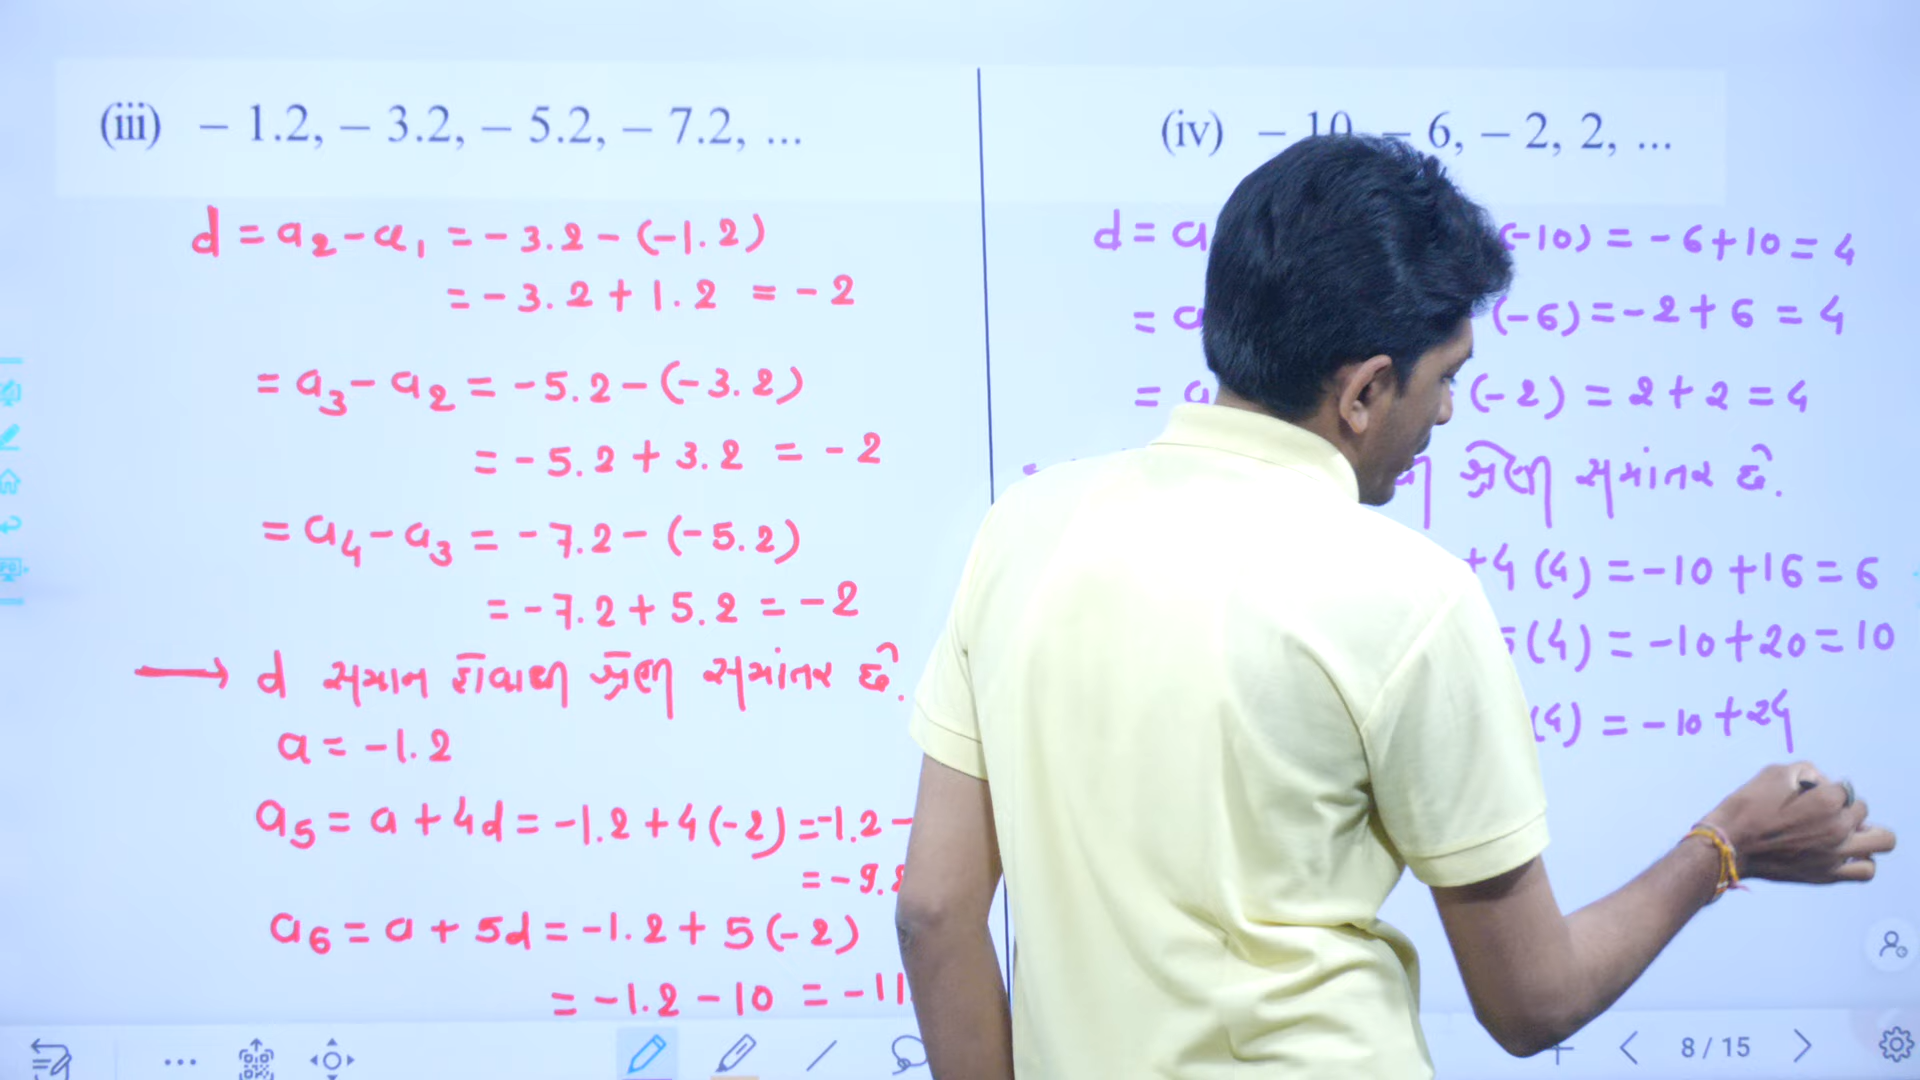 (iii) – 1.2, – 3.2, – 5.2, – 7.2, ...
d = a2 - a1 = - 3.2 - (-1.2)
= - 3.2 + 1.2 = - 2
= a3 - a2 = -5.2 - (-3.2)
= - 5.2 + 3.2 = - 2
= a4 - a3 = -7.2 - (-5.2)
= -7.2 + 5.2 = -2
→ d સમાન હોવાથી શ્રેણી સમાંતર છે.
a = -1.2
a5 = a + 4d = -1.2 + 4(-2) = -1.2 -
= -9.
a6 = a + 5d = -1.2 + 5(-2)
= -1.2 - 10 = -11.
(iv) – 10, – 6, – 2, 2, ...
d = a (-10) = -6+10 = 4
= a (-6) = -2 + 6 = 4
= a (-2) = 2 + 2 = 4
શ્રેણી સમાંતર છે.
+4 (4) = -10 +16 = 6
5(4) = -10+20 = 10
(4) = -10 +24
8 / 15